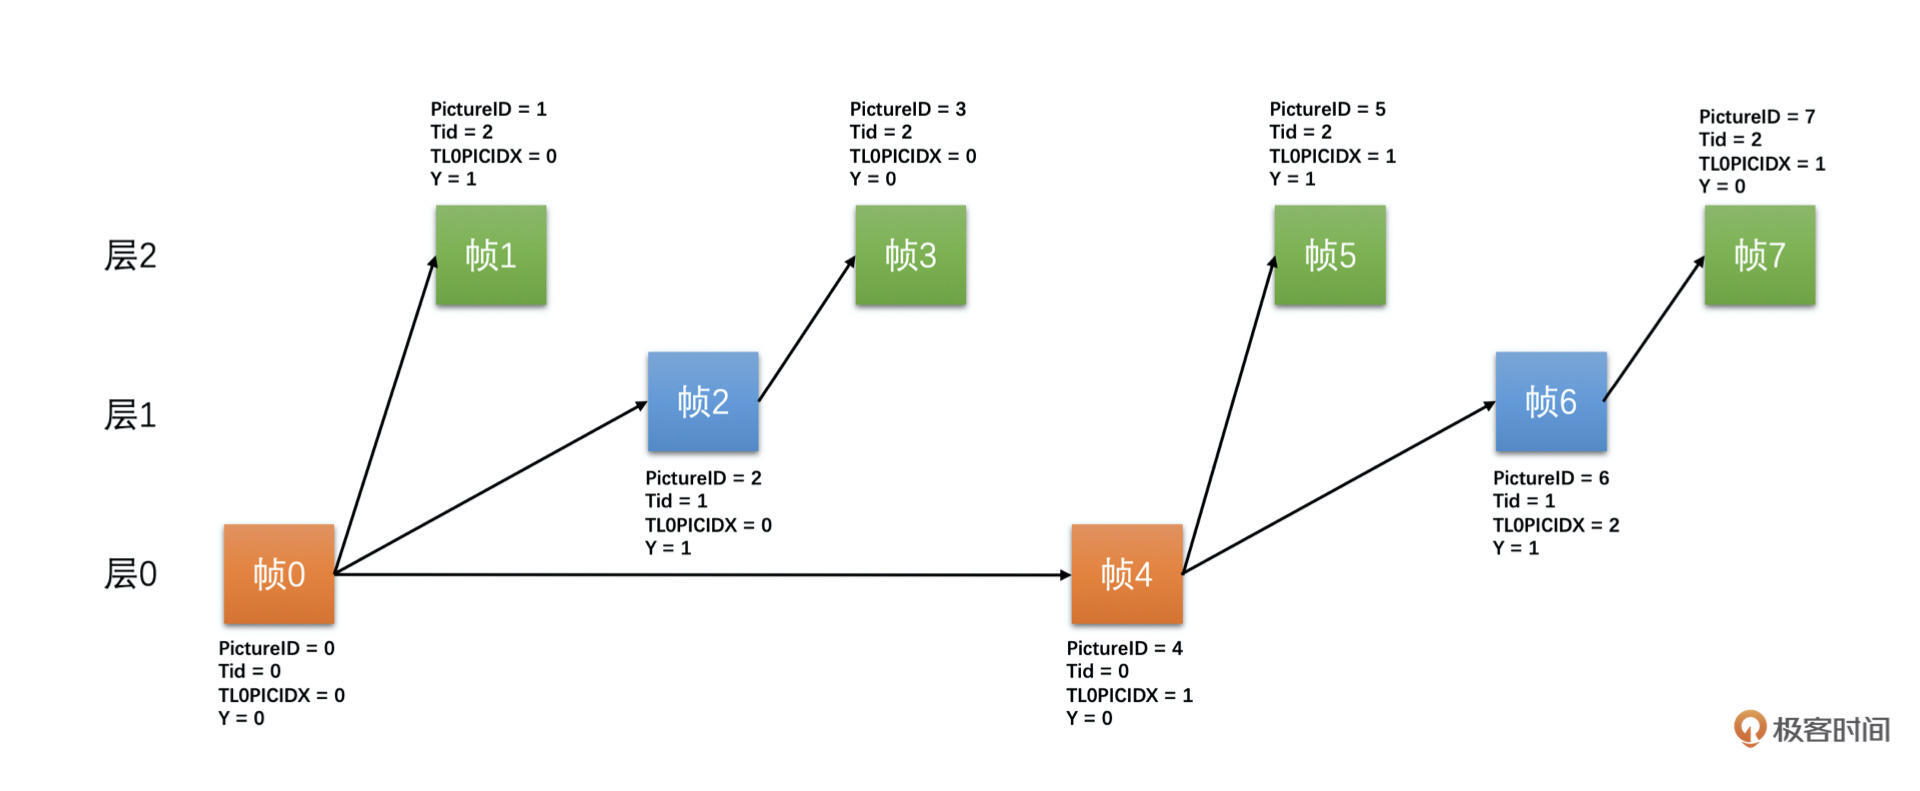 PictureID = 1
Tid = 2
TL0PICIDX = 0
Y = 1
PictureID = 3
Tid = 2
TL0PICIDX = 0
Y = 0
PictureID = 5
Tid = 2
TL0PICIDX = 1
Y = 1
PictureID = 7
Tid = 2
TL0PICIDX = 1
Y = 0
层2
帧1
帧3
帧5
帧7
层1
帧2
帧6
PictureID = 2
Tid = 1
TL0PICIDX = 0
Y = 1
PictureID = 6
Tid = 1
TL0PICIDX = 2
Y = 1
层0
帧0
帧4
PictureID = 0
Tid = 0
TL0PICIDX = 0
Y = 0
PictureID = 4
Tid = 0
TL0PICIDX = 1
Y = 0
极客时间